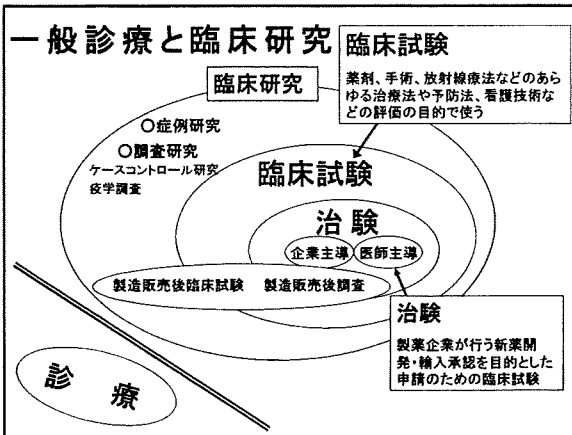 一般診療と臨床研究
臨床試験
薬剤、手術、放射線療法などのあら
ゆる治療法や予防法、看護技術な
どの評価の目的で使う
臨床研究
○症例研究
○調査研究
ケースコントロール研究
疫学調査
臨床試験
治験
企業主導 医師主導
製造販売後臨床試験 製造販売後調査
治験
製薬企業が行う新薬開
発・輸入承認を目的とした
申請のための臨床試験
診療